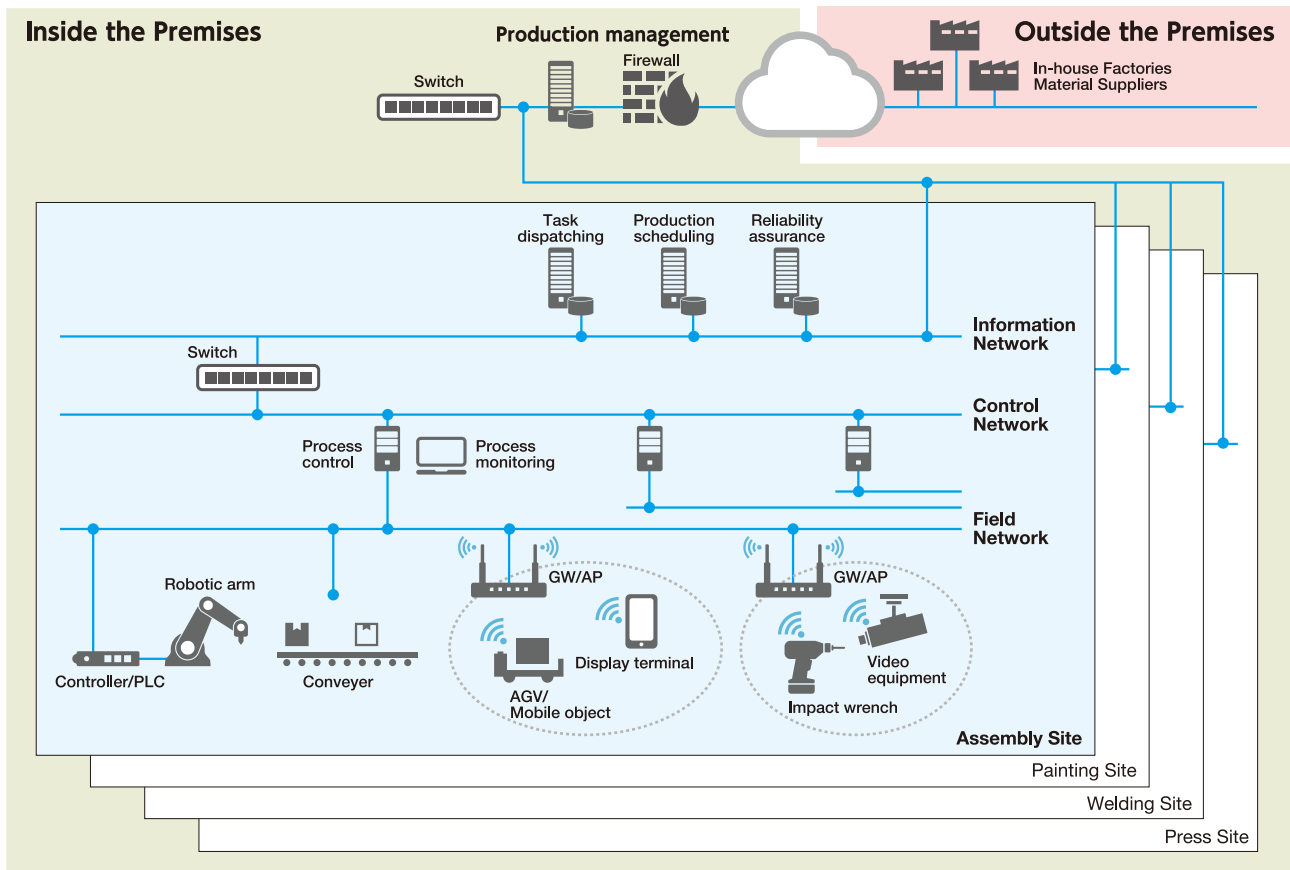 Inside the Premises
Production management
Outside the Premises
Switch
Firewall
In-house Factories
Material Suppliers
Task
dispatching
Production
scheduling
Reliability
assurance
Information
Network
Switch
Control
Network
Process
control
Process
monitoring
Field
Network
GW/AP
GW/AP
Robotic arm
Controller/PLC
Conveyer
Display terminal
AGV/
Mobile object
Video
equipment
Impact wrench
Assembly Site
Painting Site
Welding Site
Press Site